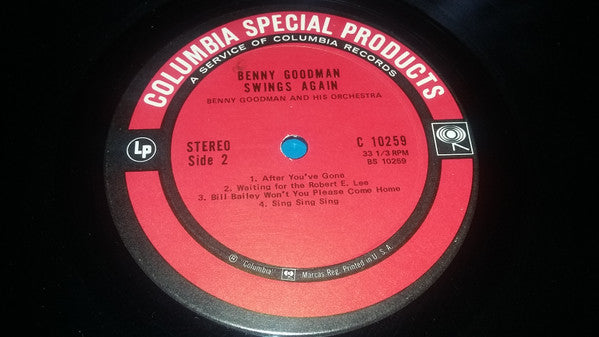 COLUMBIA SPECIAL PRODUCTS
A SERVICE OF COLUMBIA RECORDS
BENNY GOODMAN
SWINGS AGAIN
BENNY GOODMAN AND HIS ORCHESTRA
Lp
STEREO
Side 2
C 10259
33 1/3 RPM
BS 10259
1. After You've Gone
2. Waiting for the Robert E. Lee
3. Bill Bailey Won't You Please Come Home
4. Sing Sing Sing
® "Columbia" Marcas Reg. Printed in U. S. A.